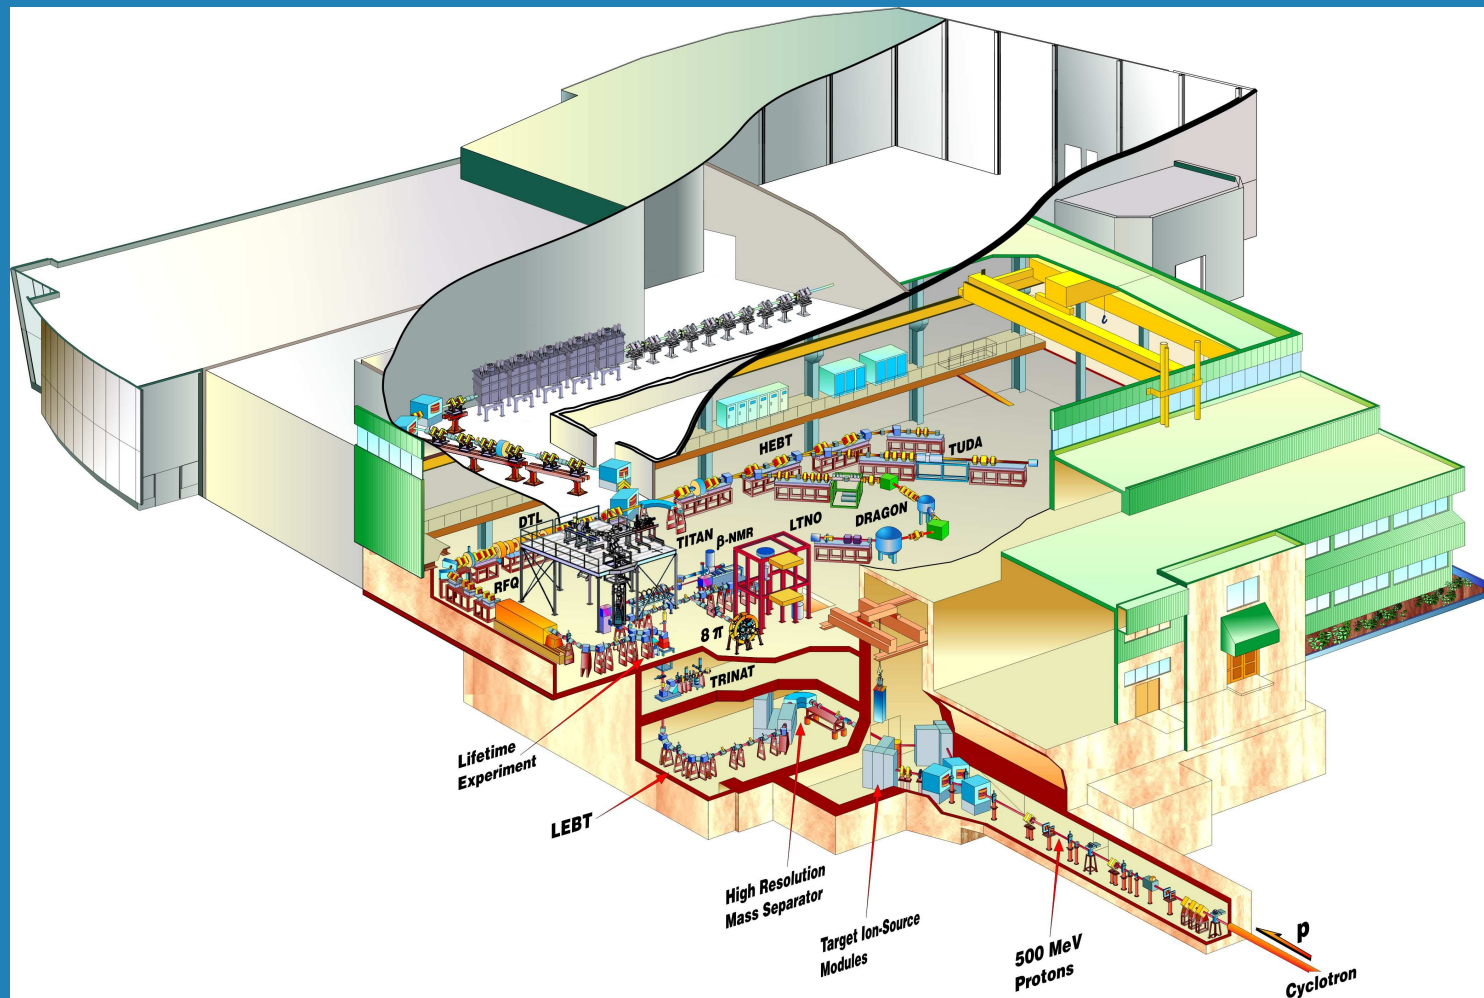 HEBT
TUDA
DTL
TITAN
β-NMR
LTNO
DRAGON
RFQ
8 π
TRINAT
Lifetime
Experiment
LEBT
High Resolution
Mass Separator
Target Ion-Source
Modules
500 MeV
Protons
p
Cyclotron